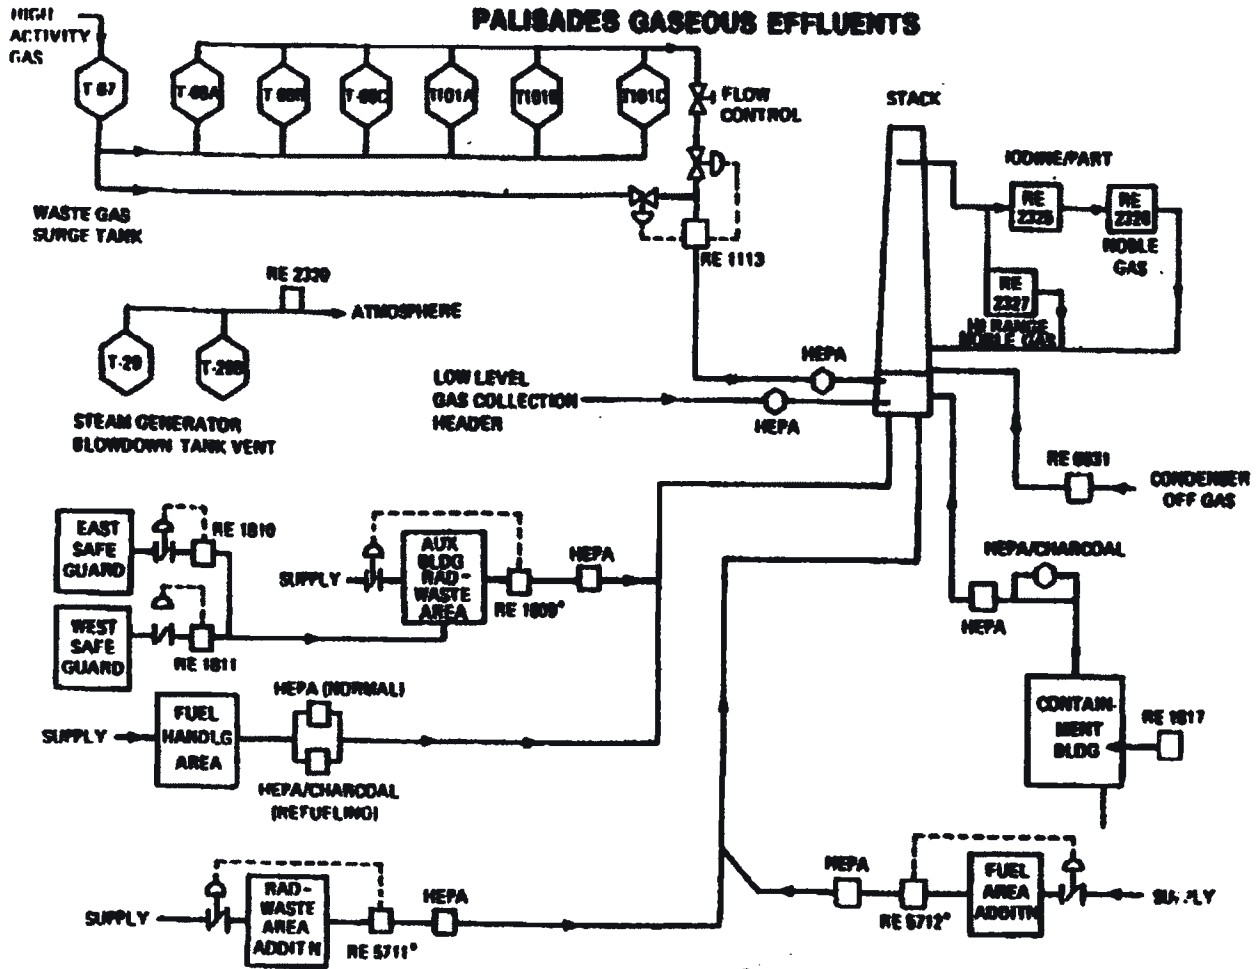 PALISADES GASEOUS EFFLUENTS
HIGH
ACTIVITY
GAS
T-67
T-68A
T-68B
T-68C
T101A
T101B
T101C
FLOW
CONTROL
STACK
IODINE/PART
RE
2325
RE
2326
NOBLE
GAS
RE
2327
HI RANGE
NOBLE GAS
WASTE GAS
SURGE TANK
RE 1113
RE 2320
ATMOSPHERE
T-29
STEAM GENERATOR
BLOWDOWN TANK VENT
LOW LEVEL
GAS COLLECTION
HEADER
HEPA
HEPA
CONDENSER
OFF GAS
EAST
SAFE
GUARD
RE 1810
WEST
SAFE
GUARD
RE 1811
SUPPLY
AUX
BLDG
RAD-
WASTE
AREA
RE 1809*
HEPA
HEPA/CHARCOAL
HEPA
CONTAIN-
MENT
BLDG
RE 1817
SUPPLY
FUEL
HANDLG
AREA
HEPA (NORMAL)
HEPA/CHARCOAL
(REFUELING)
SUPPLY
RAD-
WASTE
AREA
ADDIT N
RE 5711*
HEPA
HEPA
RE 5712*
FUEL
AREA
ADDITN
SUPPLY